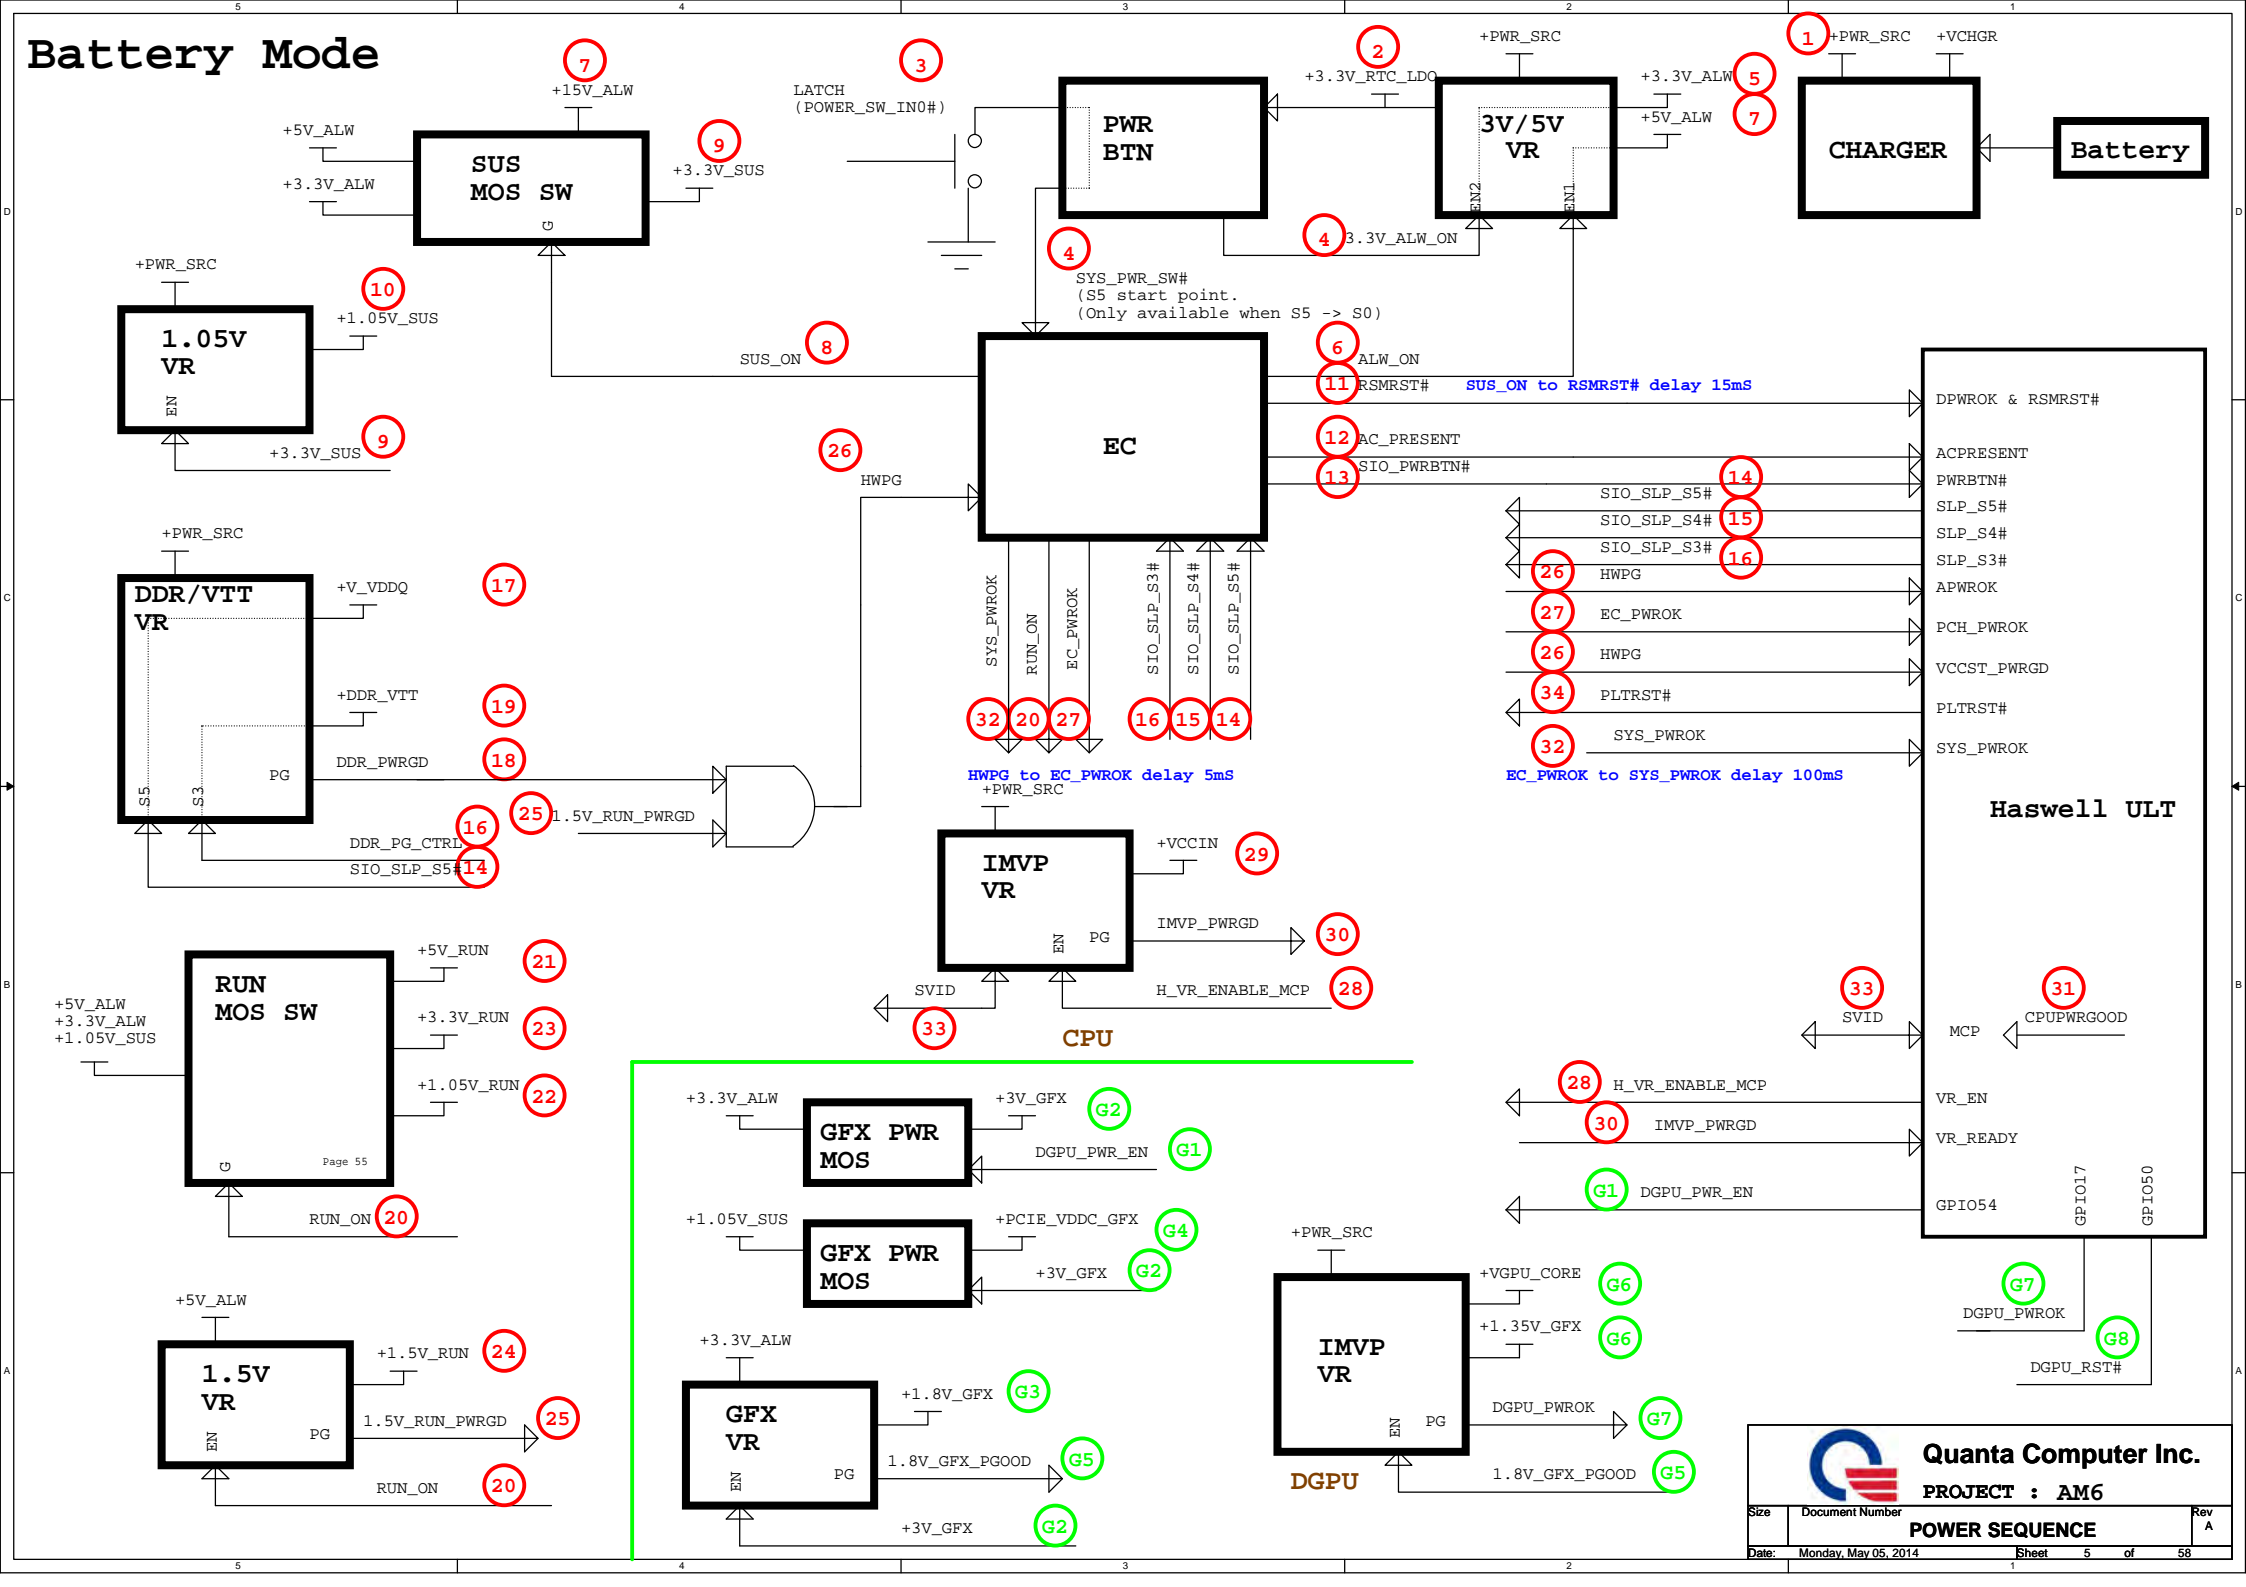 5 4 3 2 1
Battery Mode
7
+15V_ALW
+5V_ALW
+3.3V_ALW
SUS
MOS SW
G
9
+3.3V_SUS
3
LATCH
(POWER_SW_IN0#)
PWR
BTN
2
+3.3V_RTC_LDO
+PWR_SRC
3V/5V
VR
EN2
EN1
+3.3V_ALW
5
+5V_ALW
7
1
+PWR_SRC
+VCHGR
CHARGER
Battery
D
D
4
3.3V_ALW_ON
4
SYS_PWR_SW#
(S5 start point.
(Only available when S5 -> S0)
+PWR_SRC
10
+1.05V_SUS
1.05V
VR
EN
+3.3V_SUS
9
SUS_ON
8
EC
6
ALW_ON
11
RSMRST#
SUS_ON to RSMRST# delay 15mS
12
AC_PRESENT
13
SIO_PWRBTN#
26
HWPG
14
SIO_SLP_S5#
15
SIO_SLP_S4#
16
SIO_SLP_S3#
26
HWPG
27
EC_PWROK
26
HWPG
34
PLTRST#
32
SYS_PWROK
EC_PWROK to SYS_PWROK delay 100mS
DPWROK & RSMRST#
ACPRESENT
PWRBTN#
SLP_S5#
SLP_S4#
SLP_S3#
APWROK
PCH_PWROK
VCCST_PWRGD
PLTRST#
SYS_PWROK
Haswell ULT
C
C
SYS_PWROK
RUN_ON
EC_PWROK
SIO_SLP_S3#
SIO_SLP_S4#
SIO_SLP_S5#
32 20 27 16 15 14
HWPG to EC_PWROK delay 5mS
+PWR_SRC
DDR/VTT
VR
+V_VDDQ
17
+DDR_VTT
19
DDR_PWRGD
18
PG
S5
S3
DDR_PG_CTRL
16
SIO_SLP_S5#
14
25
1.5V_RUN_PWRGD
+PWR_SRC
IMVP
VR
+VCCIN
29
IMVP_PWRGD
30
EN
PG
SVID
33
H_VR_ENABLE_MCP
28
CPU
33
SVID
MCP
31
CPUPWRGOOD
28
H_VR_ENABLE_MCP
VR_EN
30
IMVP_PWRGD
VR_READY
G1
DGPU_PWR_EN
GPIO54
GPIO17
GPIO50
G7
DGPU_PWROK
G8
DGPU_RST#
B
B
RUN
MOS SW
+5V_ALW
+3.3V_ALW
+1.05V_SUS
+5V_RUN
21
+3.3V_RUN
23
+1.05V_RUN
22
Page 55
G
RUN_ON
20
+5V_ALW
1.5V
VR
+1.5V_RUN
24
1.5V_RUN_PWRGD
25
EN
PG
RUN_ON
20
+3.3V_ALW
GFX PWR
MOS
+3V_GFX
G2
DGPU_PWR_EN
G1
+1.05V_SUS
GFX PWR
MOS
+PCIE_VDDC_GFX
G4
+3V_GFX
G2
+3.3V_ALW
GFX
VR
+1.8V_GFX
G3
1.8V_GFX_PGOOD
G5
EN
PG
+3V_GFX
G2
+PWR_SRC
IMVP
VR
+VGPU_CORE
G6
+1.35V_GFX
G6
DGPU_PWROK
G7
EN
PG
1.8V_GFX_PGOOD
G5
DGPU
A
A
Quanta Computer Inc.
PROJECT : AM6
Size
Document Number
Rev
POWER SEQUENCE
A
Date:
Monday, May 05, 2014
Sheet 5 of 58
5 4 3 2 1